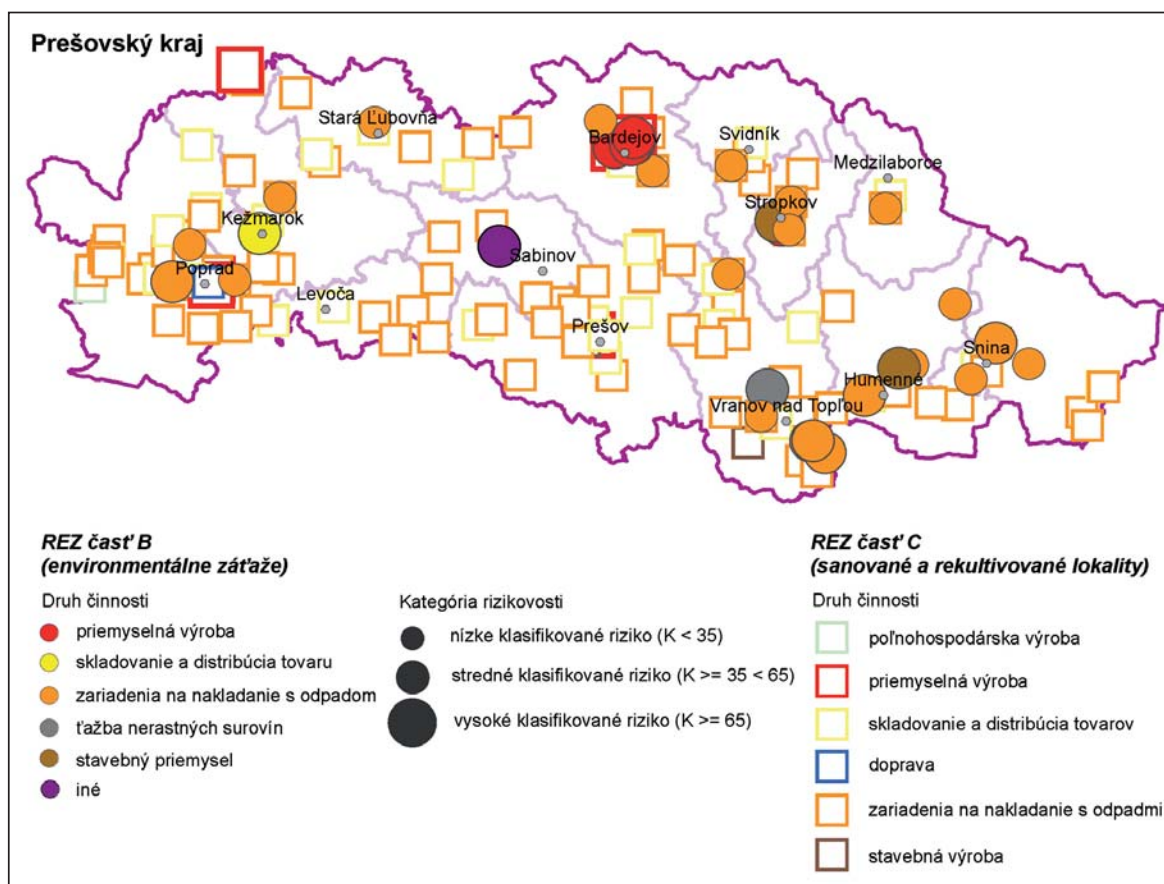 Prešovský kraj
Stará Ľubovňa
Bardejov
Svidník
Medzilaborce
Stropkov
Kežmarok
Sabinov
Poprad
Levoča
Prešov
Snina
Humenné
Vranov nad Topľou
REZ časť B
(environmentálne záťaže)
Druh činnosti
priemyselná výroba
skladovanie a distribúcia tovaru
zariadenia na nakladanie s odpadom
ťažba nerastných surovín
stavebný priemysel
iné
Kategória rizikovosti
nízke klasifikované riziko (K < 35)
stredné klasifikované riziko (K >= 35 < 65)
vysoké klasifikované riziko (K >= 65)
REZ časť C
(sanované a rekultivované lokality)
Druh činnosti
poľnohospodárska výroba
priemyselná výroba
skladovanie a distribúcia tovarov
doprava
zariadenia na nakladanie s odpadmi
stavebná výroba